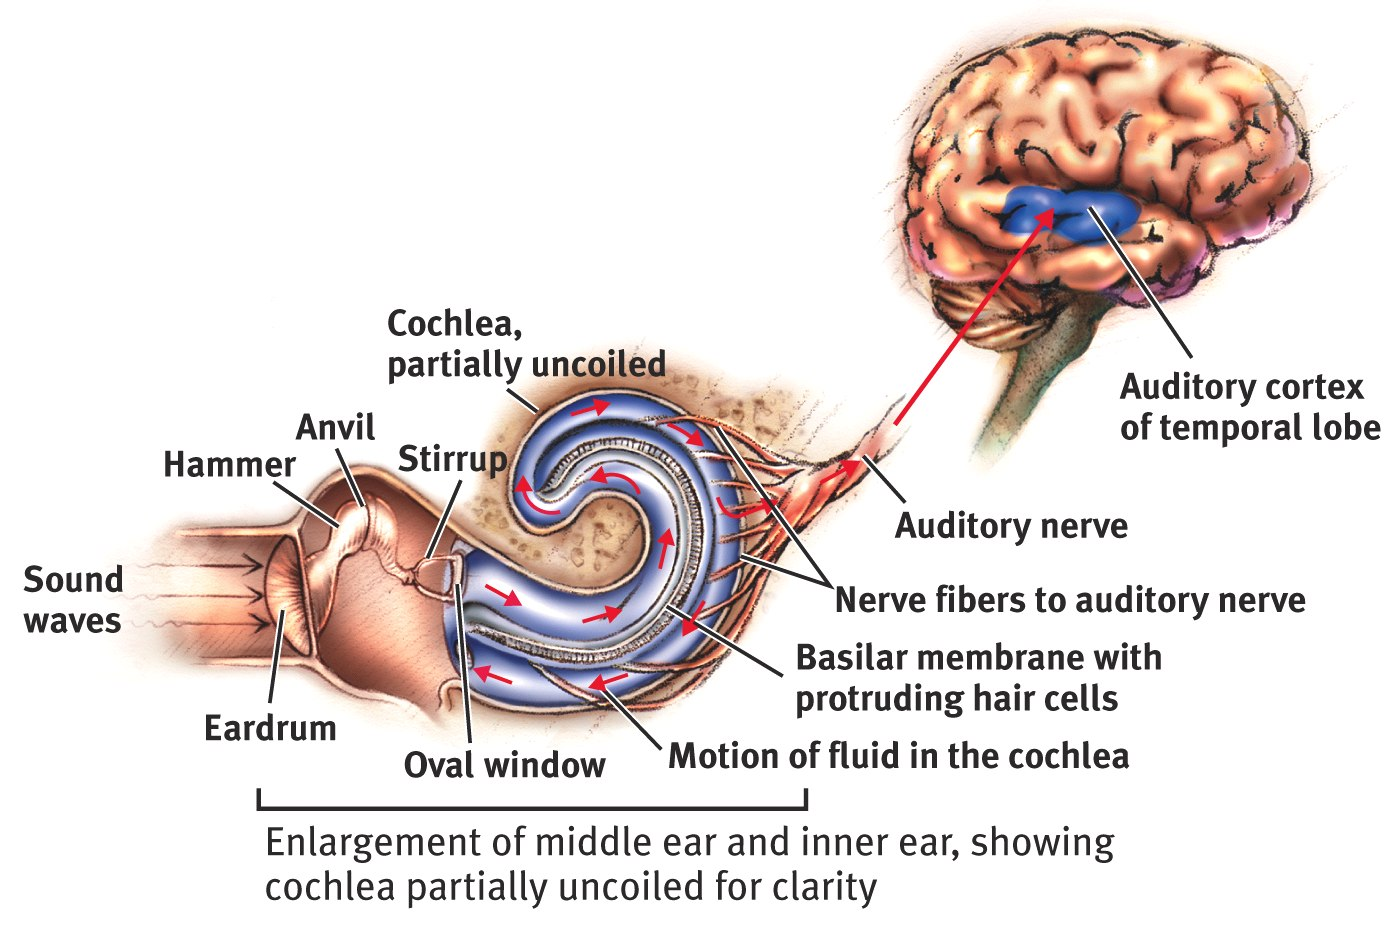 Cochlea,
partially uncoiled
Anvil
Hammer
Stirrup
Sound
waves
Eardrum
Oval window
Auditory cortex
of temporal lobe
Auditory nerve
Nerve fibers to auditory nerve
Basilar membrane with
protruding hair cells
Motion of fluid in the cochlea
Enlargement of middle ear and inner ear, showing
cochlea partially uncoiled for clarity